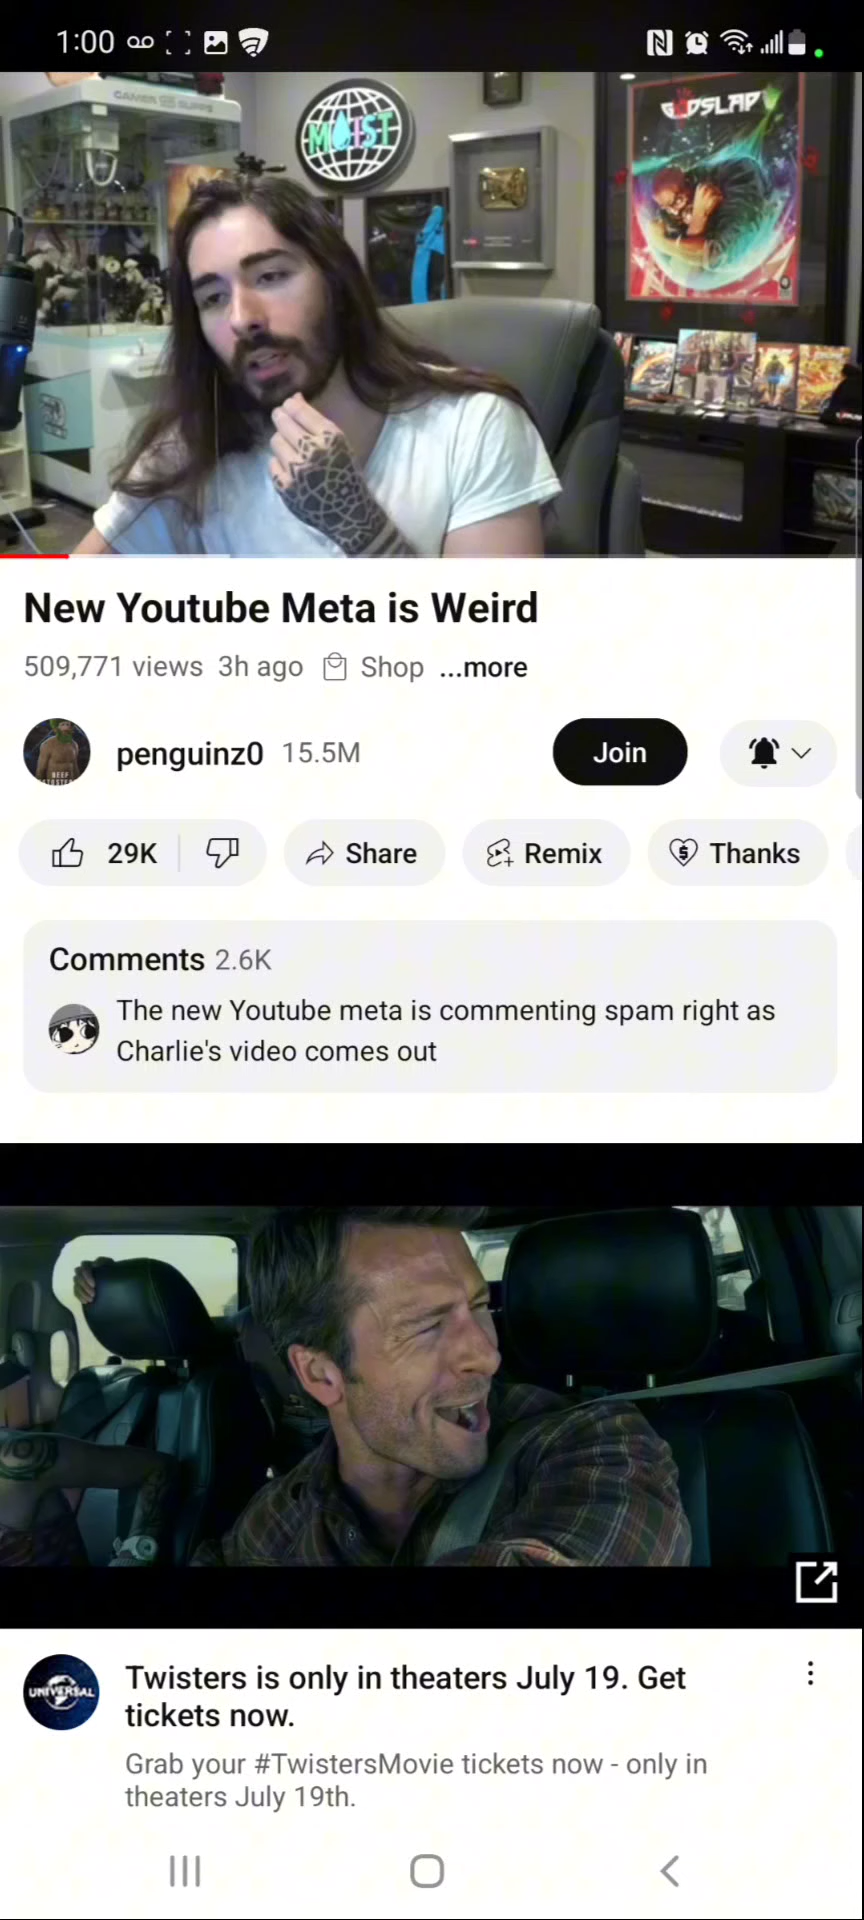 1:00
GAMER SUPPS
MOIST
GODSLAP
New Youtube Meta is Weird
509,771 views 3h ago Shop ...more
penguinz0 15.5M
Join
29K
Share
Remix
Thanks
Comments 2.6K
The new Youtube meta is commenting spam right as
Charlie's video comes out
UNIVERSAL
Twisters is only in theaters July 19. Get
tickets now.
Grab your #TwistersMovie tickets now - only in
theaters July 19th.